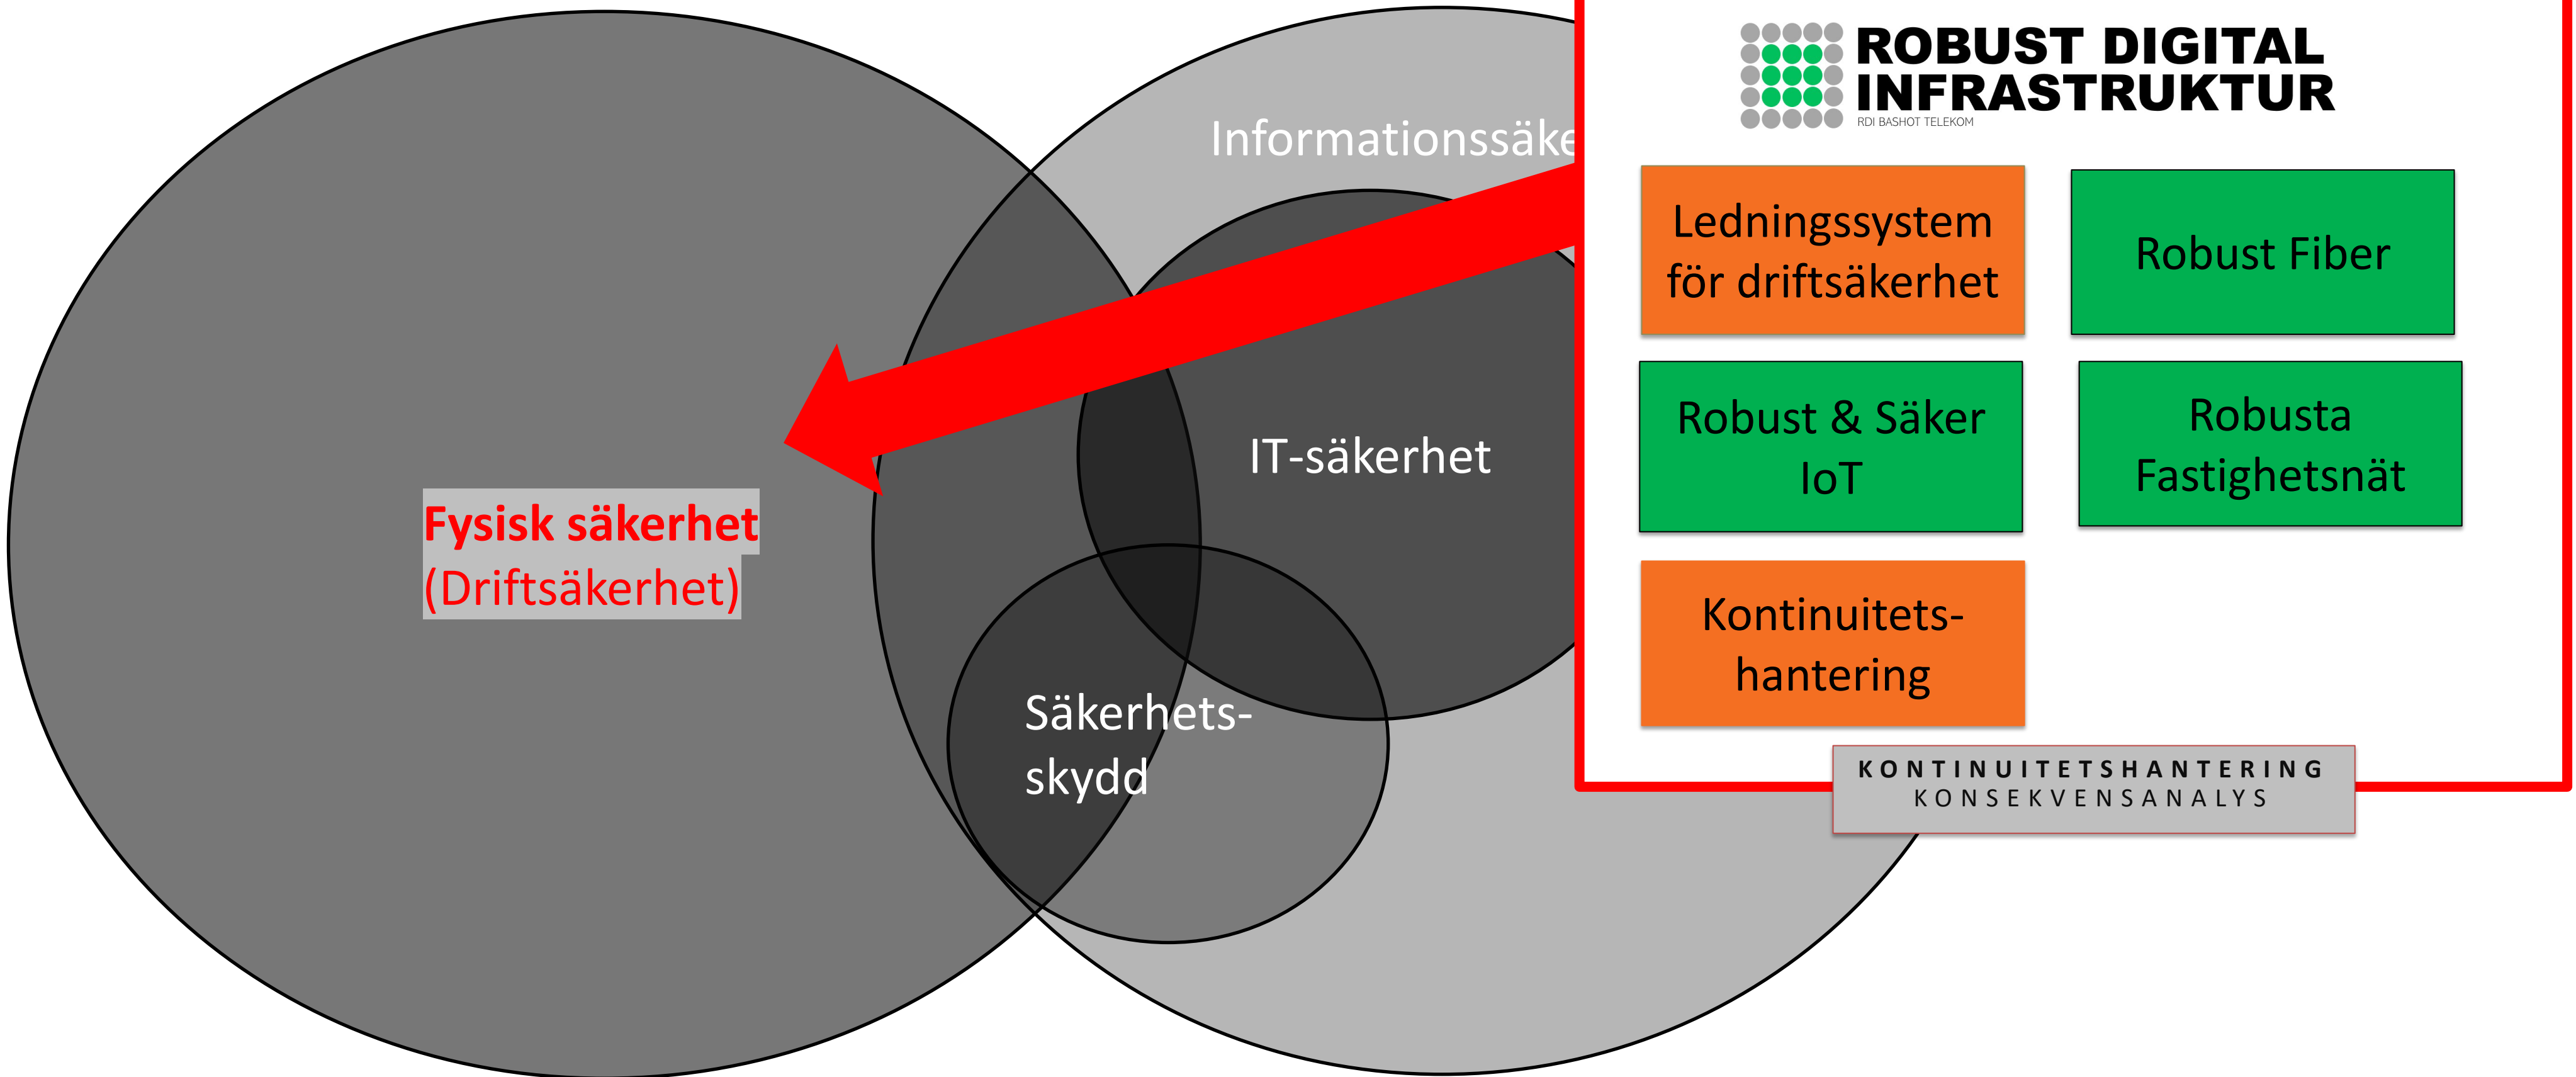 Informationssäke
Fysisk säkerhet
(Driftsäkerhet)
IT-säkerhet
Säkerhets-
skydd
ROBUST DIGITAL
INFRASTRUKTUR
RDI BASHOT TELEKOM
Ledningssystem
för driftsäkerhet
Robust Fiber
Robust & Säker
IoT
Robusta
Fastighetsnät
Kontinuitets-
hantering
KONTINUITETSHANTERING
KONSEKVENSANALYS